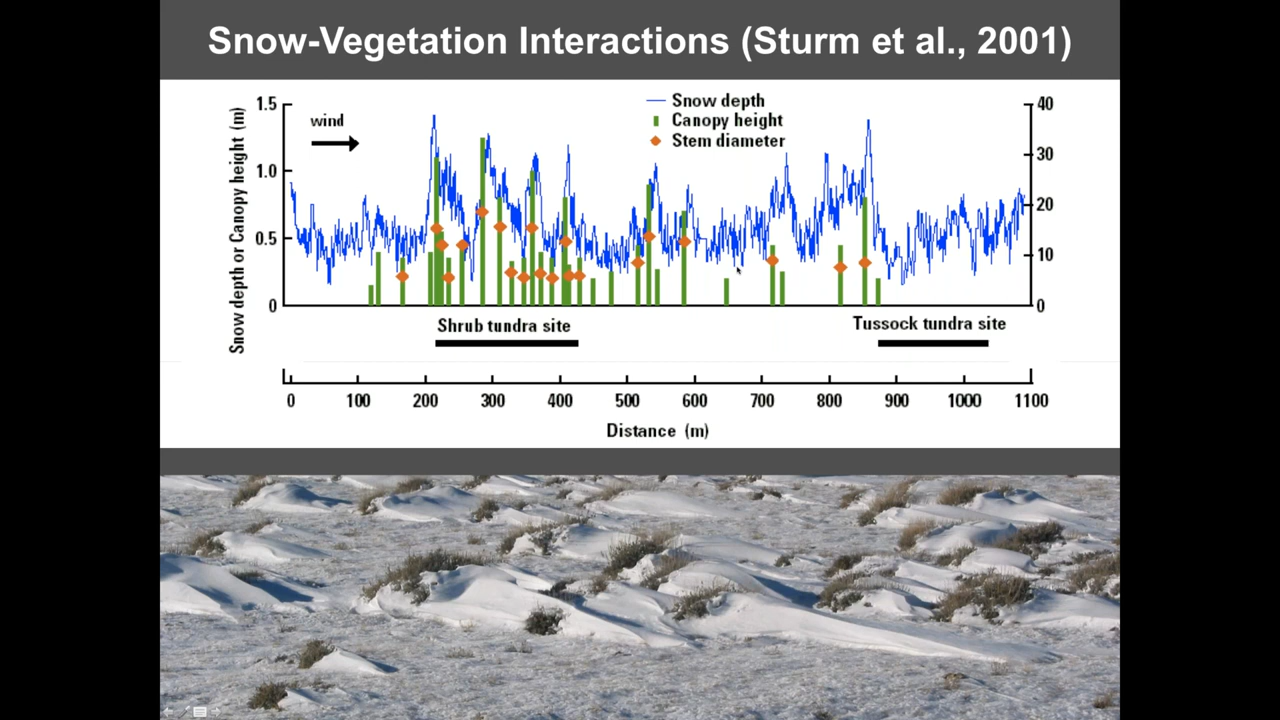 Snow-Vegetation Interactions (Sturm et al., 2001)
1.5
1.0
0.5
0
Snow depth or Canopy height (m)
wind
Snow depth
Canopy height
Stem diameter
40
30
20
10
0
Shrub tundra site
Tussock tundra site
0 100 200 300 400 500 600 700 800 900 1000 1100
Distance (m)